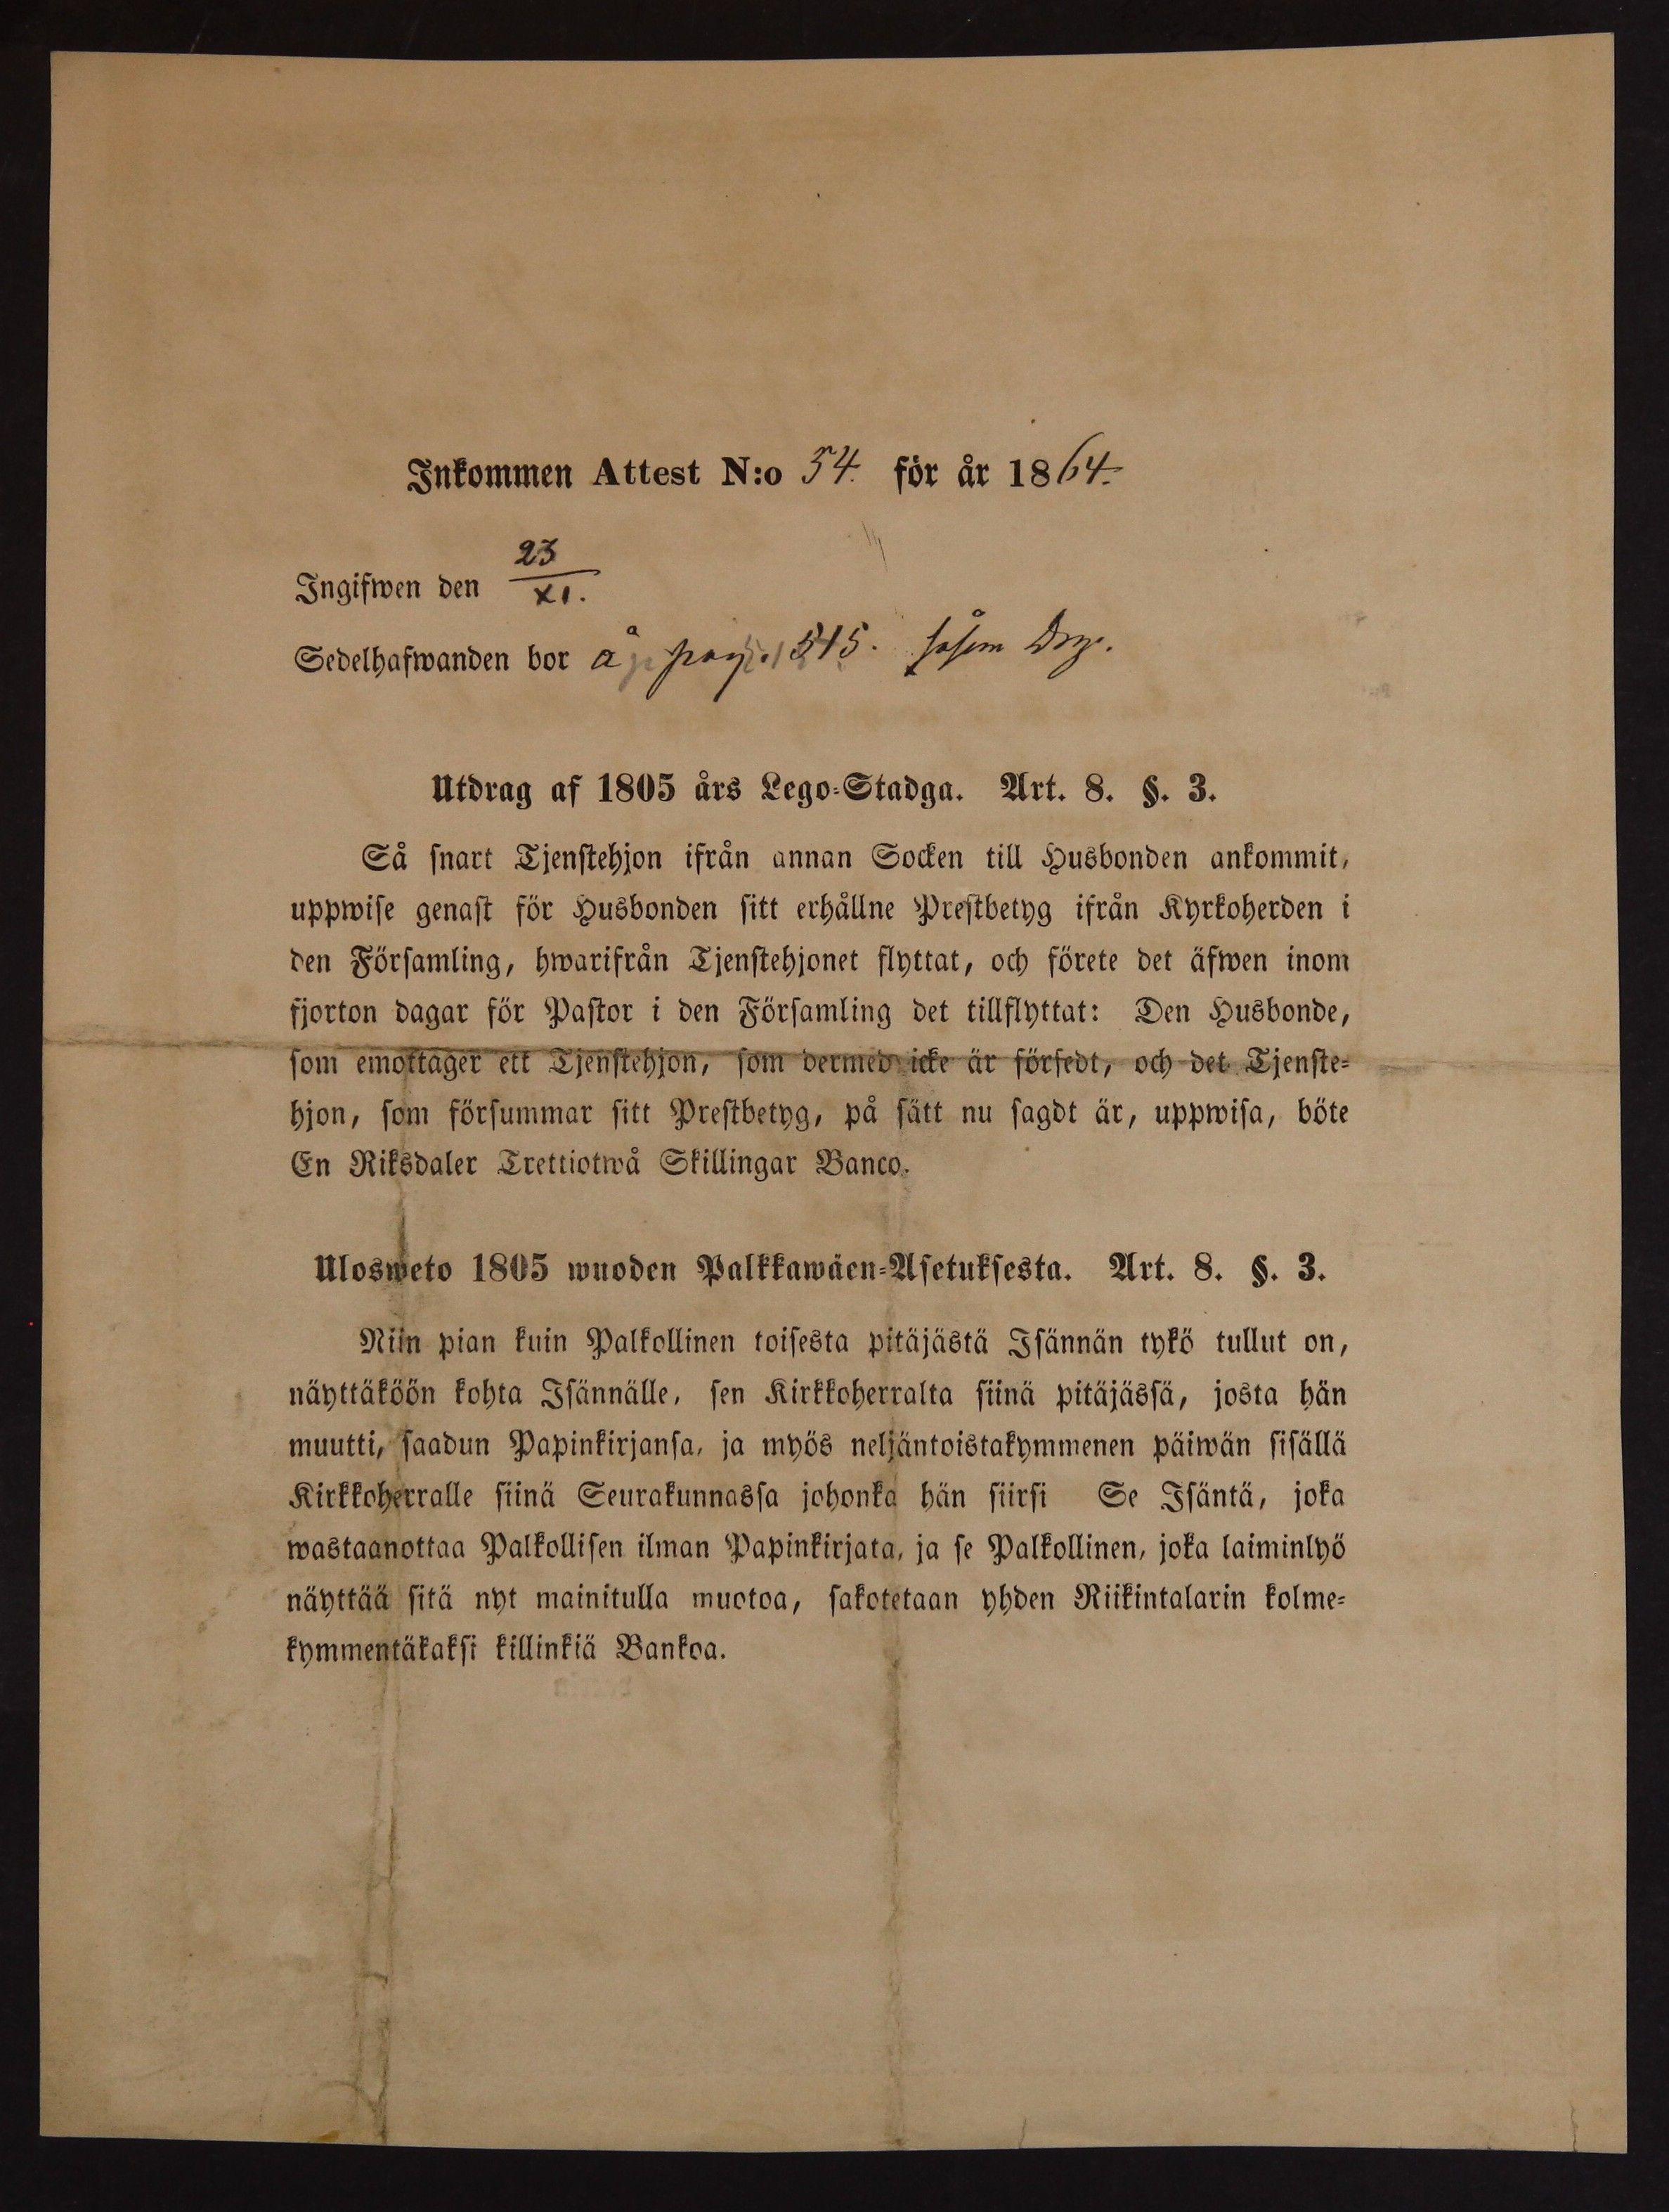 Inkommen Attest N:o 54. för år 1864.
Ingifwen den 23/XI.
Sedelhafwanden bor å pag. 515. såsom Drg.
Utdrag af 1805 års Lego-Stadga. Art. 8. §. 3.
Så snart Tjenstehjon ifrån annan Socken till Husbonden ankommit,
uppwise genast för Husbonden sitt erhållne Prestbetyg ifrån Kyrkoherden i
den Församling, hwarifrån Tjenstehjonet flyttat, och förete det äfwen inom
fjorton dagar för Pastor i den Församling det tillflyttat: Den Husbonde,
som emottager ett Tjenstehjon, som dermed icke är försedt, och det Tjenste-
hjon, som försummar sitt Prestbetyg, på sätt nu sagdt är, uppwisa, böte
En Riksdaler Trettiotwå Skillingar Banco.
Ulosweto 1805 wuoden Palkkawäen-Asetuksesta. Art. 8. §. 3.
Niin pian kuin Palkollinen toisesta pitäjästä Isännän tykö tullut on,
näyttäköön kohta Isännälle, sen Kirkkoherralta siinä pitäjässä, josta hän
muutti, saadun Papinkirjansa, ja myös neljäntoistakymmenen päiwän sisällä
Kirkkoherralle siinä Seurakunnassa johonka hän siirsi Se Isäntä, joka
wastaanottaa Palkollisen ilman Papinkirjata, ja se Palkollinen, joka laiminlyö
näyttää sitä nyt mainitulla muotoa, sakotetaan yhden Riikintalarin kolme-
kymmentäkaksi killinkiä Bankoa.